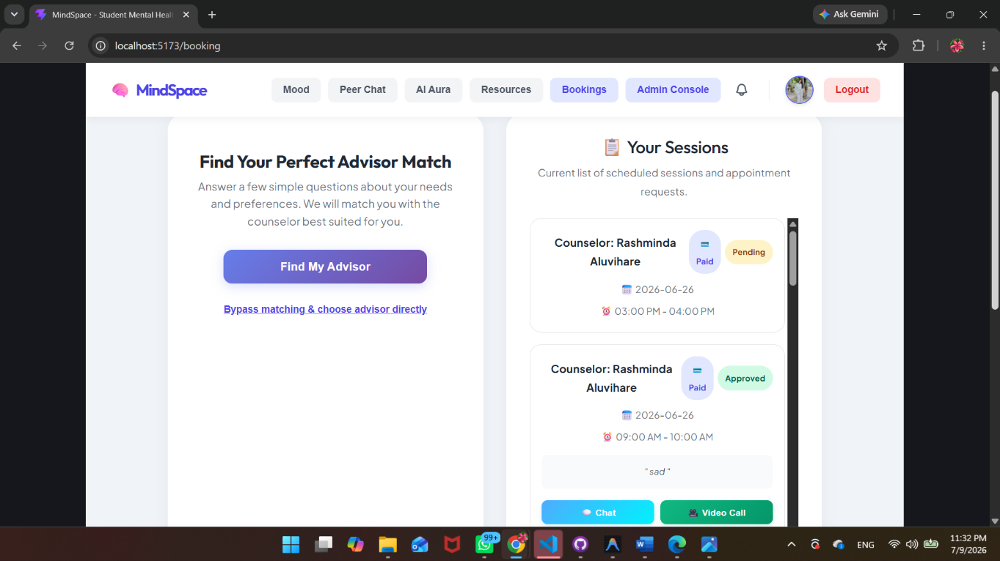 MindSpace - Student Mental Healt
Ask Gemini
localhost:5173/booking
MindSpace
Mood
Peer Chat
AI Aura
Resources
Bookings
Admin Console
Logout
Find Your Perfect Advisor Match
Answer a few simple questions about your needs
and preferences. We will match you with the
counselor best suited for you.
Find My Advisor
Bypass matching & choose advisor directly
Your Sessions
Current list of scheduled sessions and appointment
requests.
Counselor: Rashminda
Aluvihare
Paid
Pending
2026-06-26
03:00 PM - 04:00 PM
Counselor: Rashminda
Aluvihare
Paid
Approved
2026-06-26
09:00 AM - 10:00 AM
" sad "
Chat
Video Call
99+
ENG
11:32 PM
7/9/2026